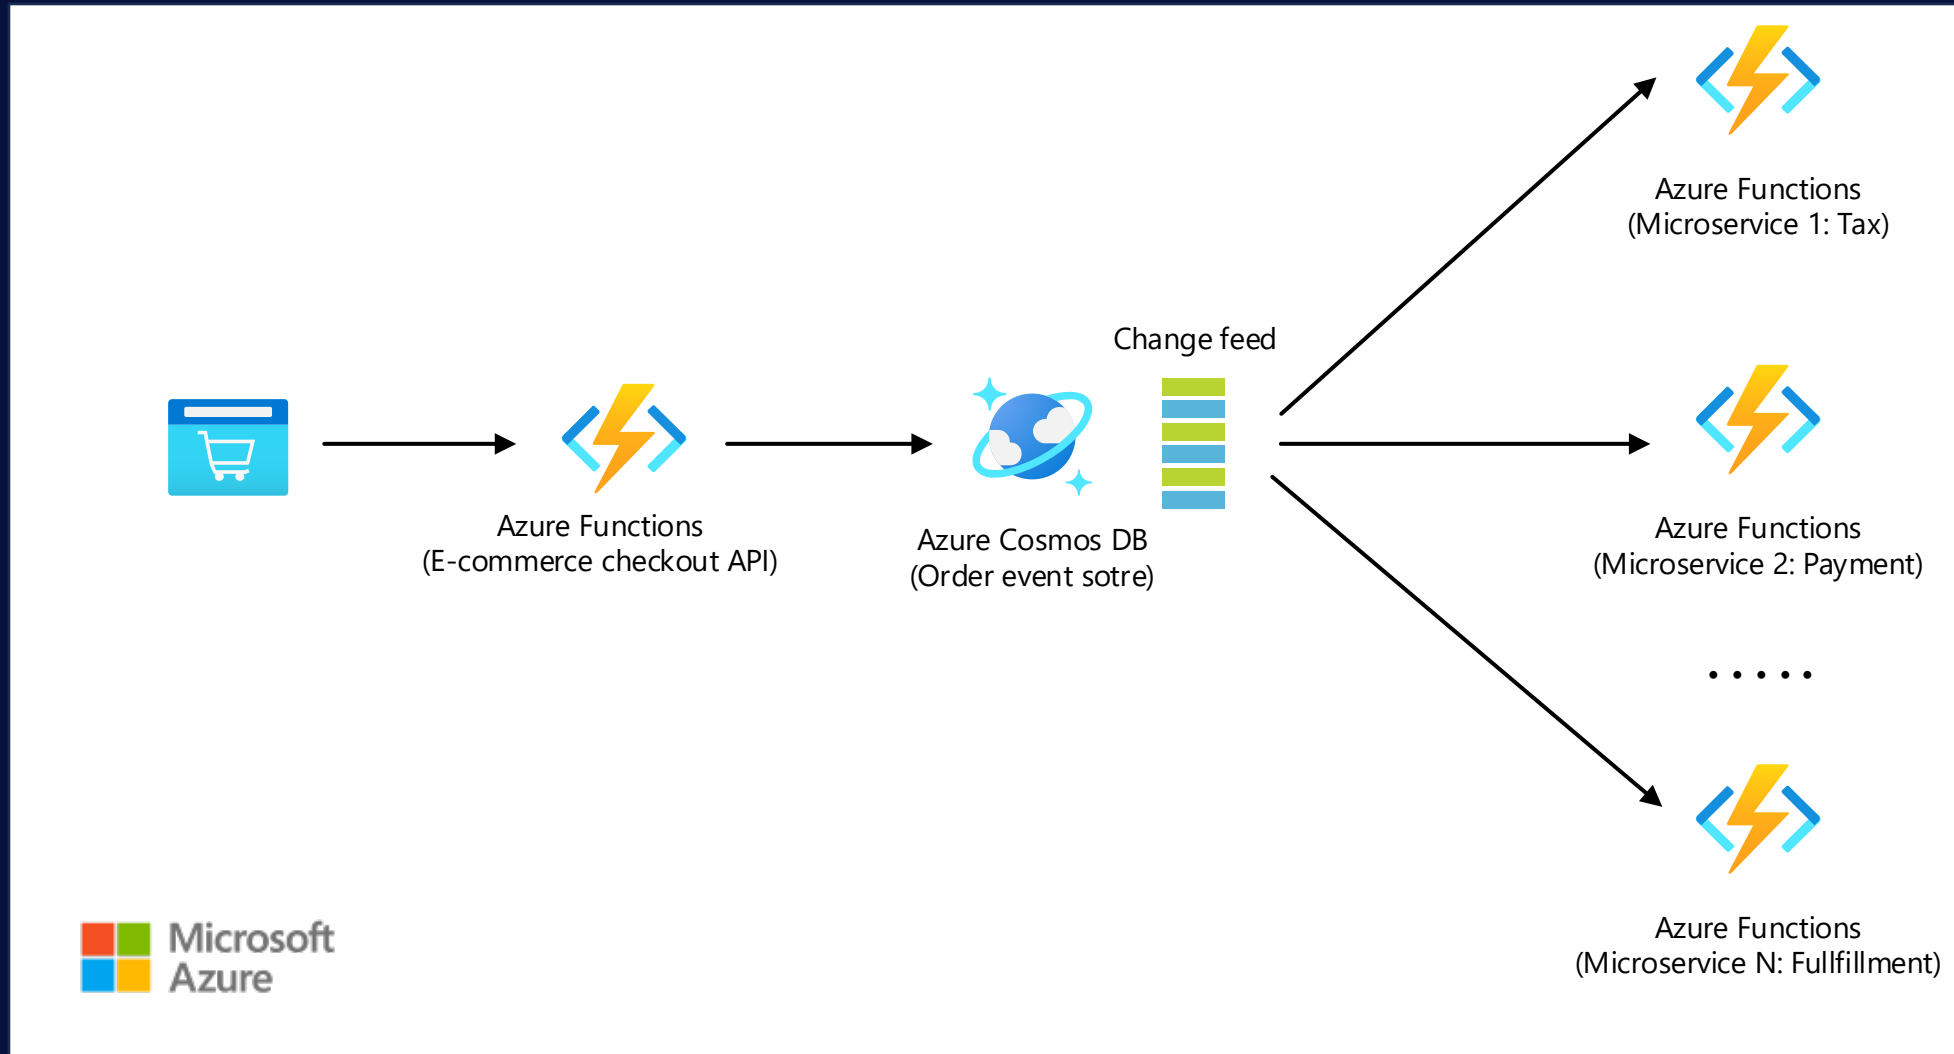 Azure Functions
(Microservice 1: Tax)
Change feed
Azure Functions
(E-commerce checkout API)
Azure Cosmos DB
(Order event sotre)
Azure Functions
(Microservice 2: Payment)
.....
Azure Functions
(Microservice N: Fullfillment)
Microsoft
Azure